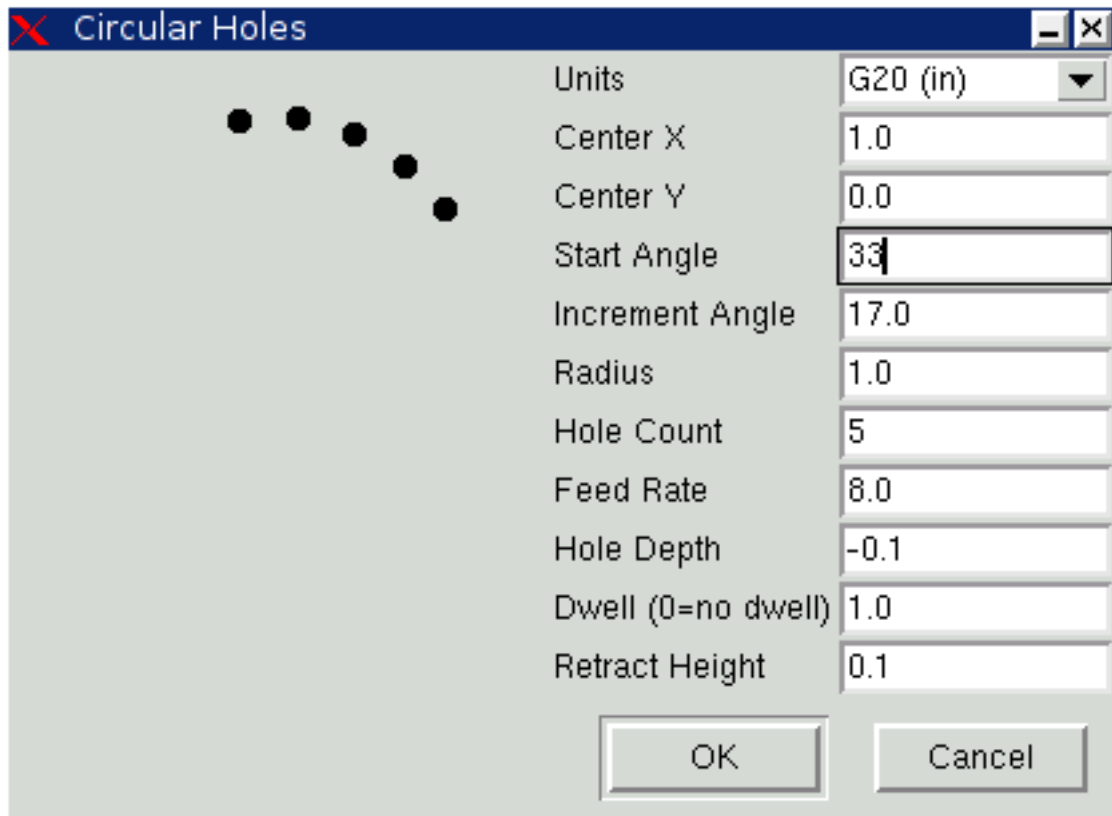 Circular Holes
Units G20 (in)
Center X 1.0
Center Y 0.0
Start Angle 33
Increment Angle 17.0
Radius 1.0
Hole Count 5
Feed Rate 8.0
Hole Depth -0.1
Dwell (0=no dwell) 1.0
Retract Height 0.1
OK Cancel